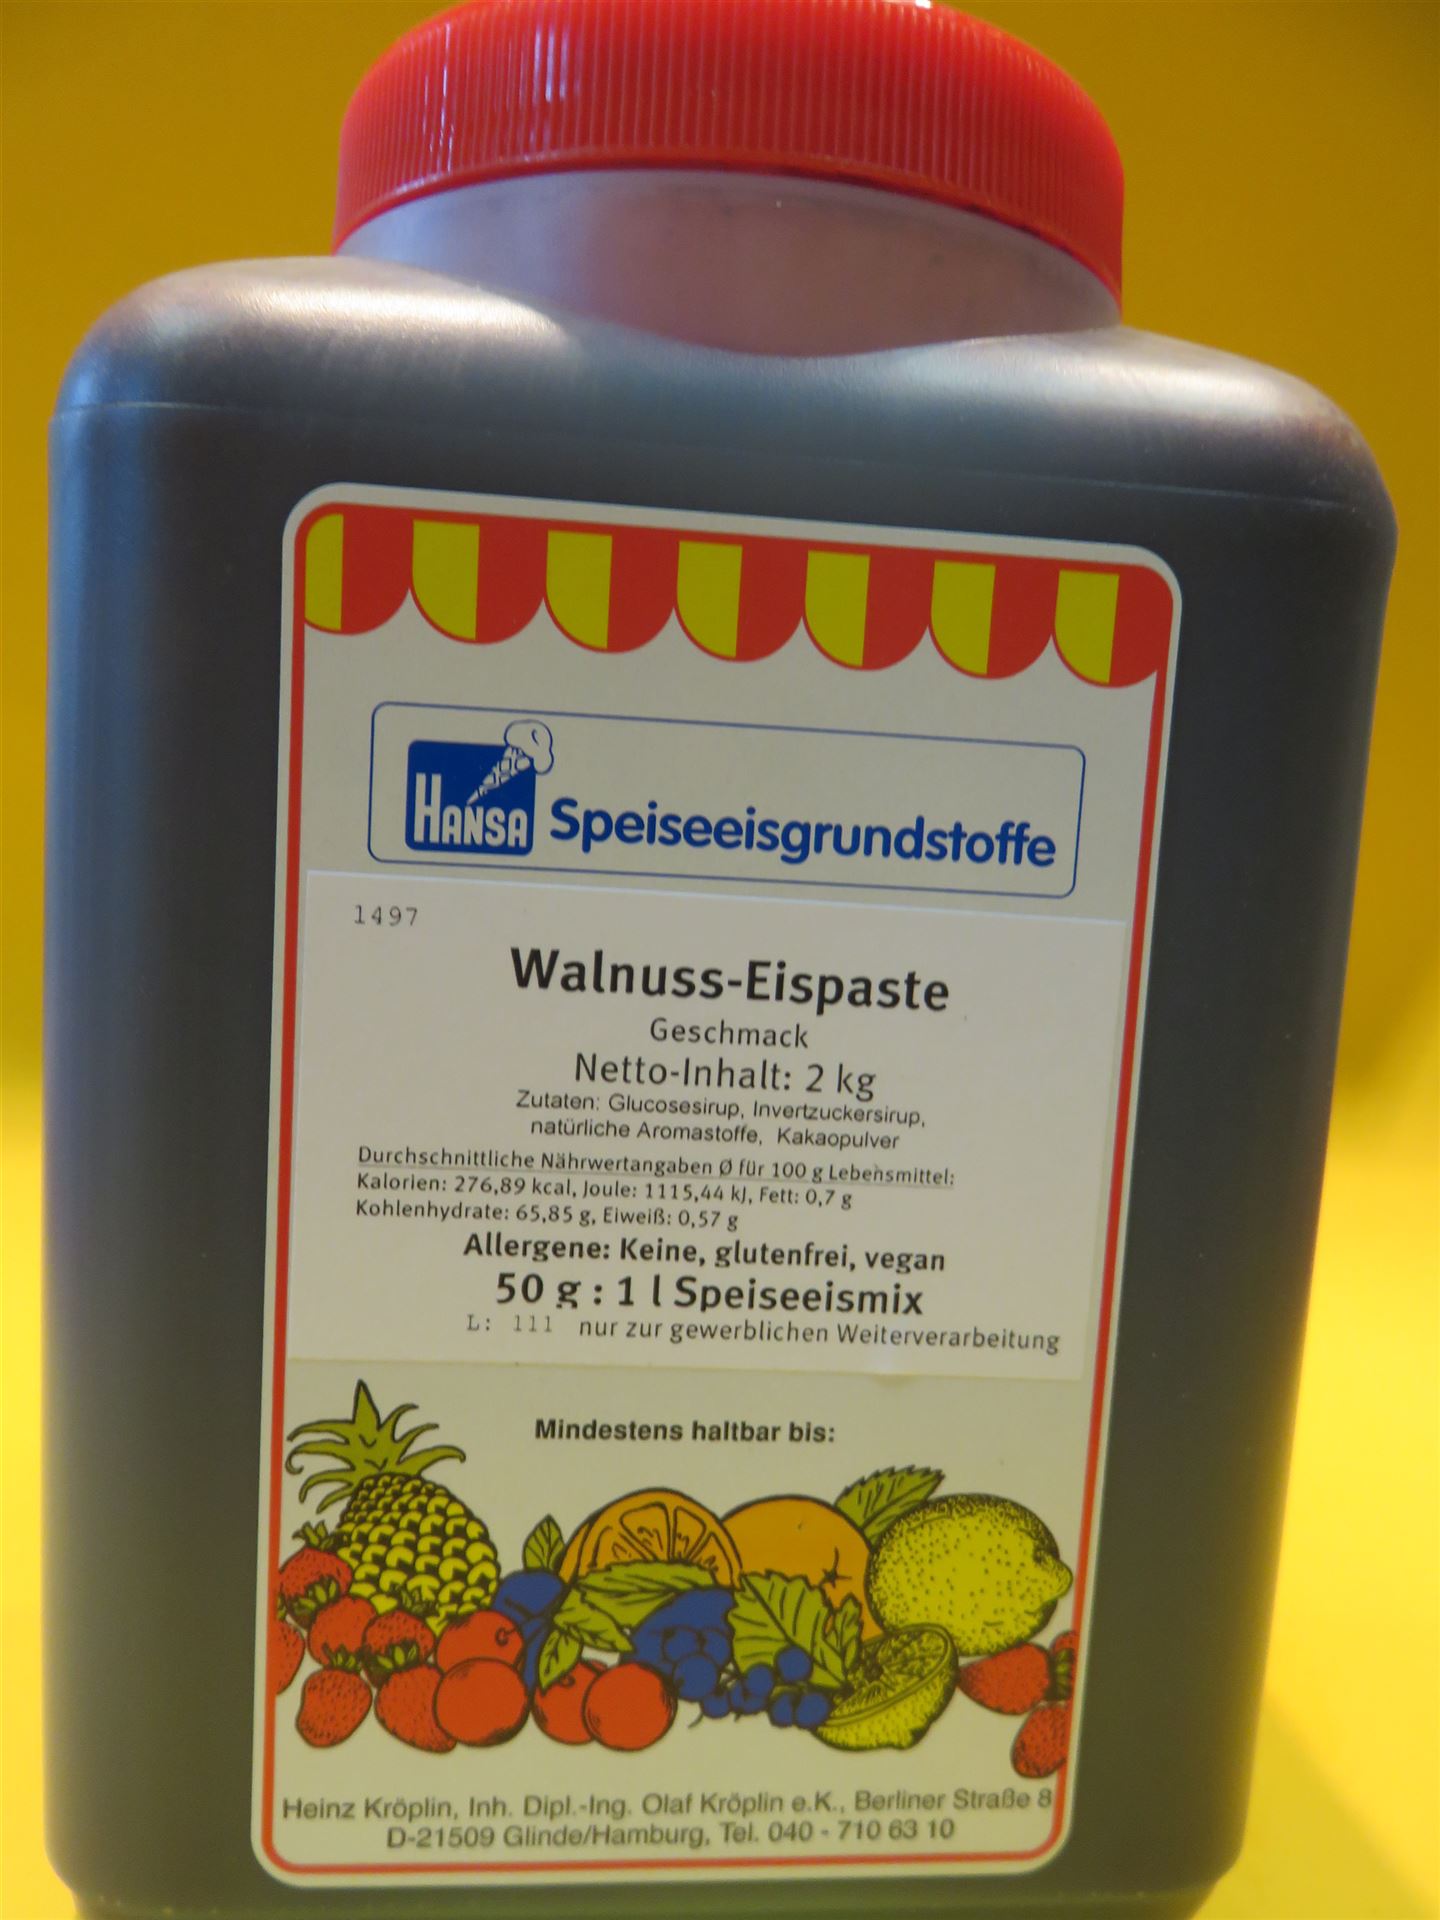 HANSA Speiseeisgrundstoffe
1497
Walnuss-Eispaste
Geschmack
Netto-Inhalt: 2 kg
Zutaten: Glucosesirup, Invertzuckersirup,
natürliche Aromastoffe, Kakaopulver
Durchschnittliche Nährwertangaben Ø für 100 g Lebensmittel:
Kalorien: 276,89 kcal, Joule: 1115,44 kJ, Fett: 0,7 g
Kohlenhydrate: 65,85 g, Eiweiß: 0,57 g
Allergene: Keine, glutenfrei, vegan
50 g : 1 l Speiseeismix
L: 111 nur zur gewerblichen Weiterverarbeitung
Mindestens haltbar bis:
Heinz Kröplin, Inh. Dipl.-Ing. Olaf Kröplin e.K., Berliner Straße 8
D-21509 Glinde/Hamburg, Tel. 040 - 710 63 10